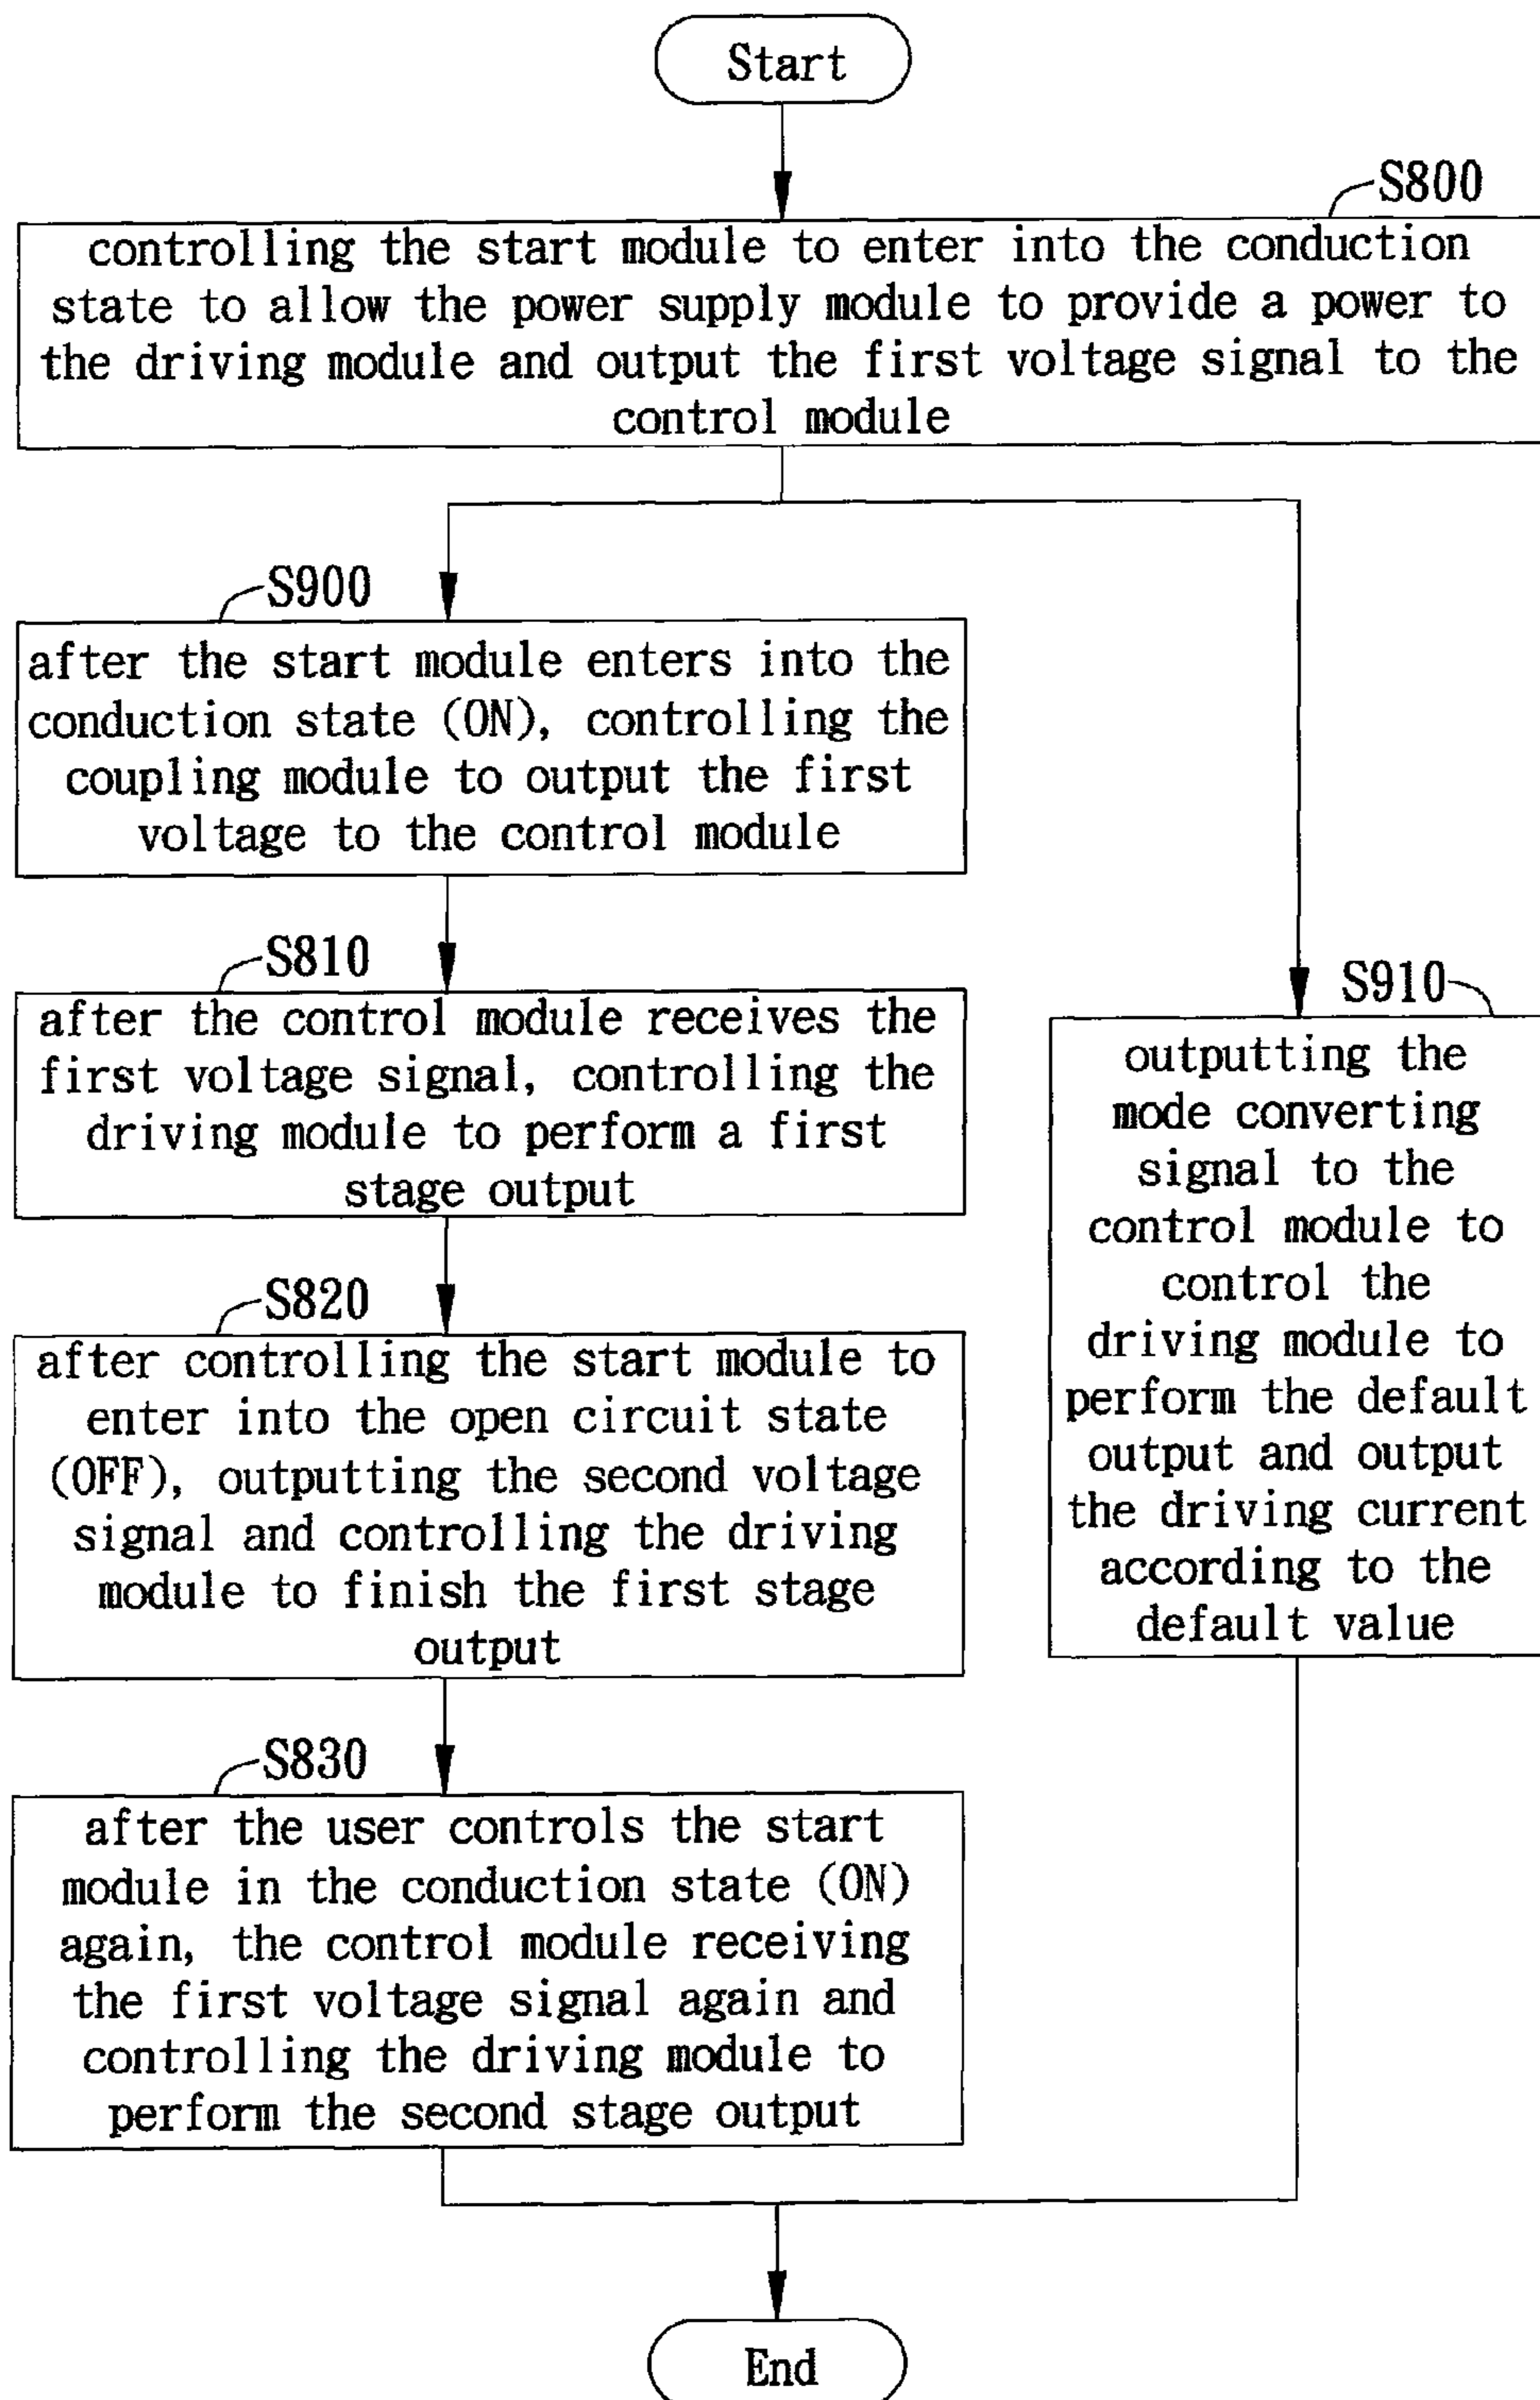 Start
S800
controlling the start module to enter into the conduction
state to allow the power supply module to provide a power to
the driving module and output the first voltage signal to the
control module
S900
after the start module enters into the
conduction state (ON), controlling the
coupling module to output the first
voltage to the control module
S810
after the control module receives the
first voltage signal, controlling the
driving module to perform a first
stage output
S820
after controlling the start module to
enter into the open circuit state
(OFF), outputting the second voltage
signal and controlling the driving
module to finish the first stage
output
S830
after the user controls the start
module in the conduction state (ON)
again, the control module receiving
the first voltage signal again and
controlling the driving module to
perform the second stage output
S910
outputting the
mode converting
signal to the
control module to
control the
driving module to
perform the default
output and output
the driving current
according to the
default value
End